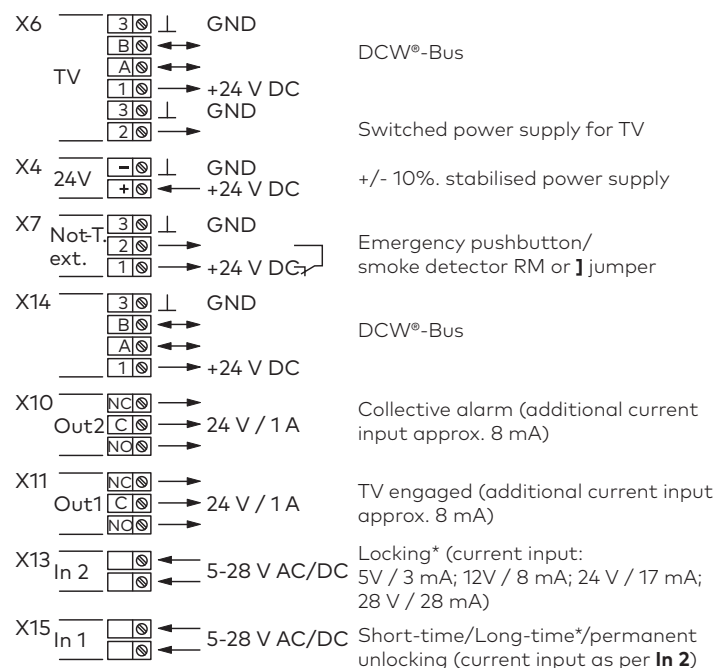 X6
3 ⊥ GND
B
DCW®-Bus
A
TV
1 +24 V DC
3 ⊥ GND
2 Switched power supply for TV
X4
24V
– ⊥ GND
+ +24 V DC
+/- 10%. stabilised power supply
X7
Not-T.
ext.
3 ⊥ GND
2
1 +24 V DC
Emergency pushbutton/
smoke detector RM or ] jumper
X14
3 ⊥ GND
B
DCW®-Bus
A
1 +24 V DC
X10
Out2
NC
C 24 V / 1 A
NO
Collective alarm (additional current
input approx. 8 mA)
X11
Out1
NC
C 24 V / 1 A
NO
TV engaged (additional current input
approx. 8 mA)
X13
In 2
5-28 V AC/DC
Locking* (current input:
5V / 3 mA; 12V / 8 mA; 24 V / 17 mA;
28 V / 28 mA)
X15
In 1
5-28 V AC/DC
Short-time/Long-time*/permanent
unlocking (current input as per In 2)